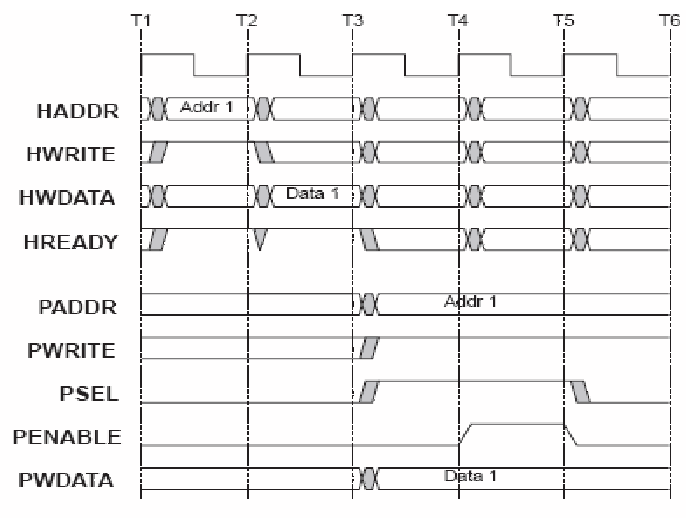 T1 T2 T3 T4 T5 T6
HADDR Addr 1
HWRITE
HWDATA Data 1
HREADY
PADDR Addr 1
PWRITE
PSEL
PENABLE
PWDATA Data 1